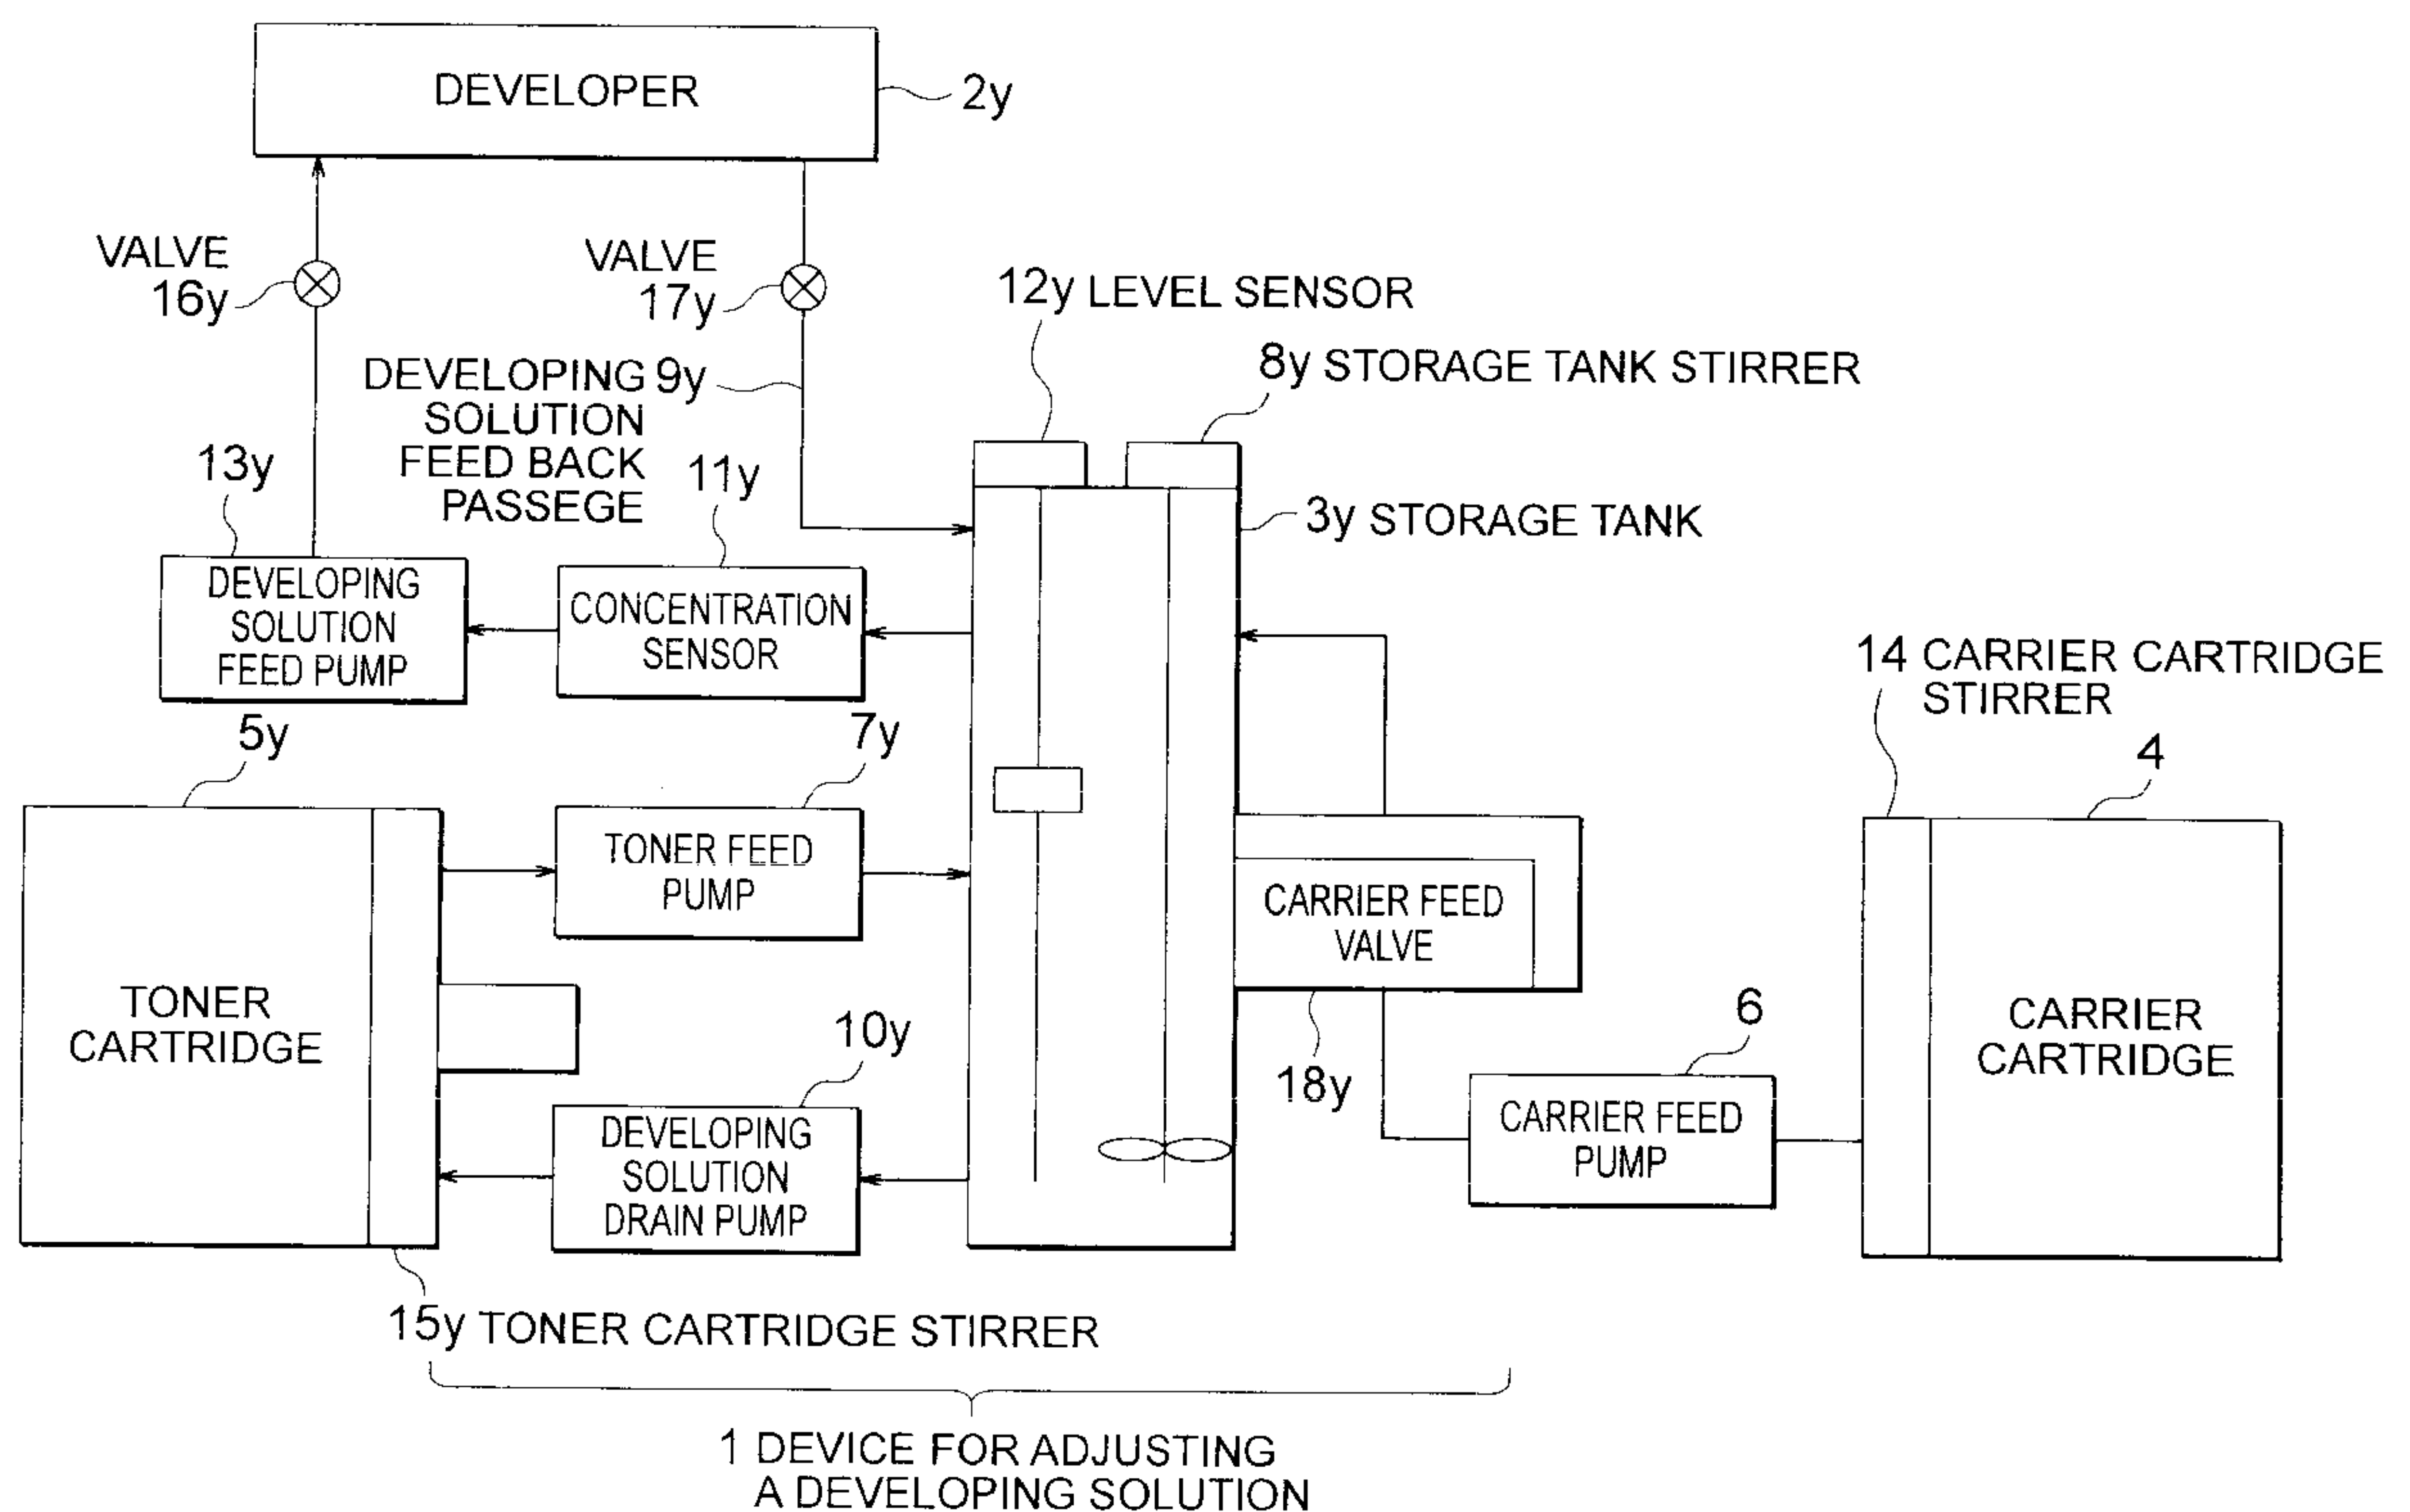 DEVELOPER
2y
VALVE
16y
VALVE
17y
12y LEVEL SENSOR
8y STORAGE TANK STIRRER
DEVELOPING 9y
SOLUTION
FEED BACK
PASSEGE
13y
11y
3y STORAGE TANK
DEVELOPING
SOLUTION
FEED PUMP
CONCENTRATION
SENSOR
14 CARRIER CARTRIDGE
STIRRER
5y
7y
4
TONER FEED
PUMP
CARRIER FEED
VALVE
TONER
CARTRIDGE
10y
18y
6
CARRIER
CARTRIDGE
DEVELOPING
SOLUTION
DRAIN PUMP
CARRIER FEED
PUMP
15y TONER CARTRIDGE STIRRER
1 DEVICE FOR ADJUSTING
A DEVELOPING SOLUTION